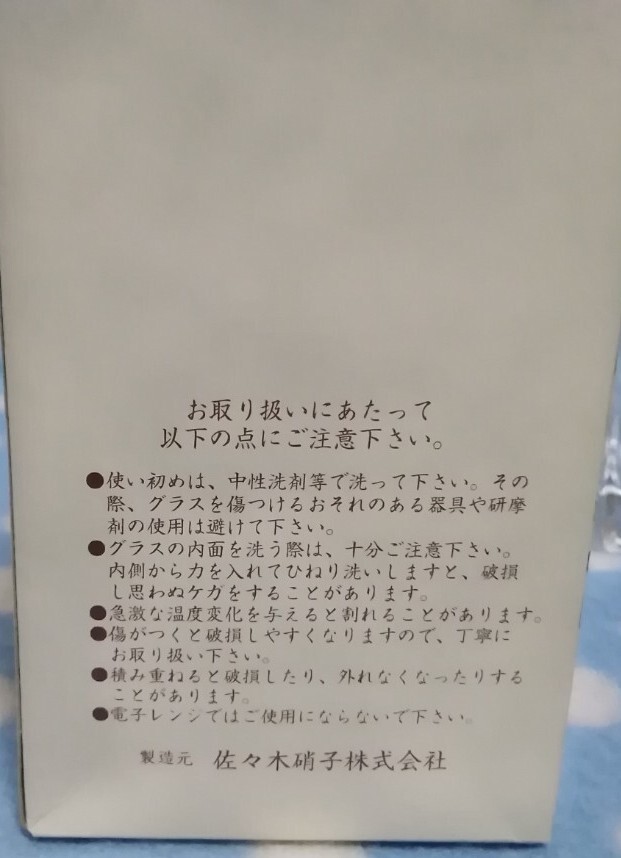 お取り扱いにあたって
以下の点にご注意下さい。
●使い初めは、中性洗剤等で洗って下さい。その
際、グラスを傷つけるおそれのある器具や研摩
剤の使用は避けて下さい。
●グラスの内面を洗う際は、十分ご注意下さい。
内側から力を入れてひねり洗いしますと、破損
し思わぬケガをすることがあります。
●急激な温度変化を与えると割れることがあります。
●傷がつくと破損しやすくなりますので、丁寧に
お取り扱い下さい。
●積み重ねると破損したり、外れなくなったりする
ことがあります。
●電子レンジではご使用にならないで下さい。
製造元 佐々木硝子株式会社